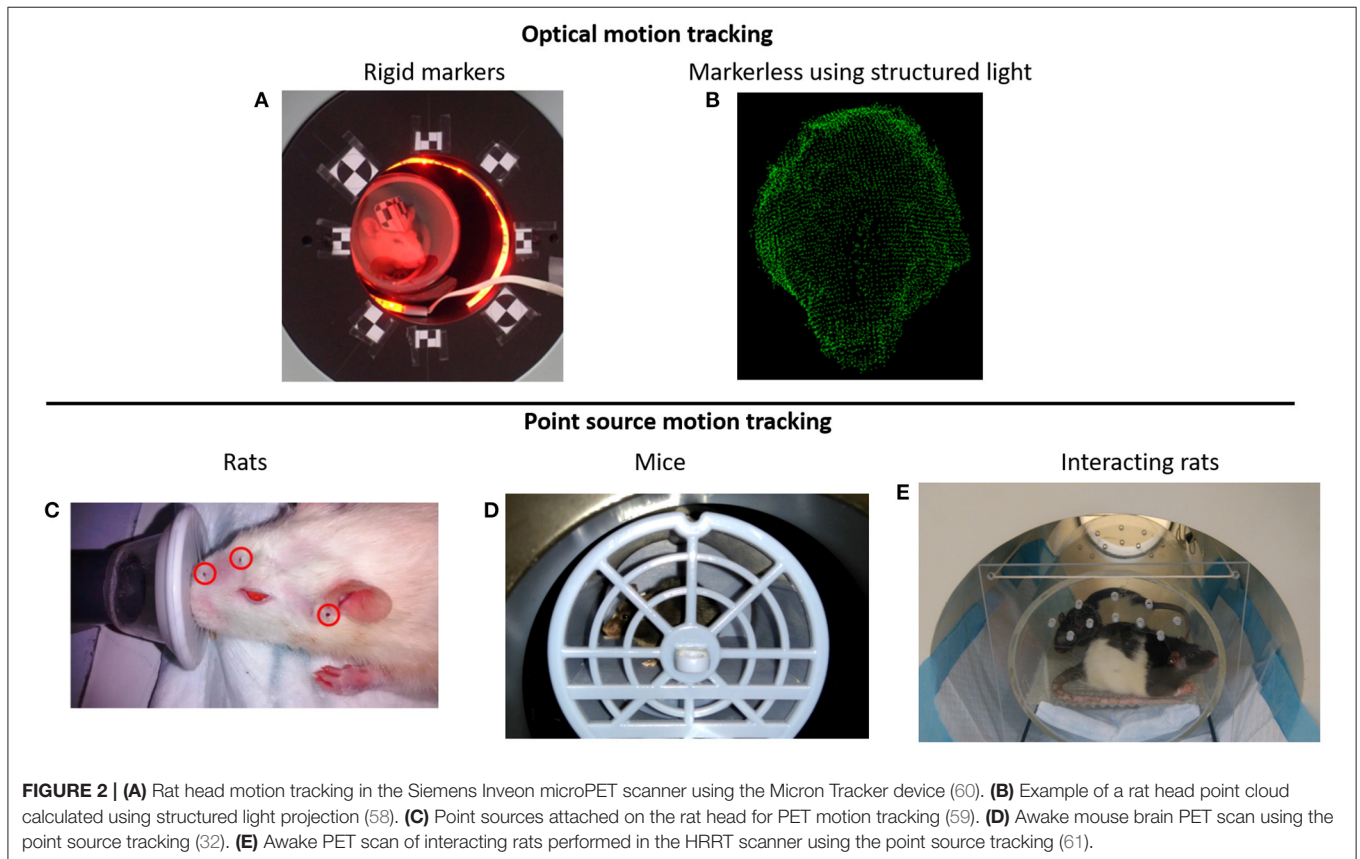 Optical motion tracking
Rigid markers
Markerless using structured light
A
B
Point source motion tracking
Rats
Mice
Interacting rats
C
D
E
FIGURE 2 | (A) Rat head motion tracking in the Siemens Inveon microPET scanner using the Micron Tracker device (60). (B) Example of a rat head point cloud
calculated using structured light projection (58). (C) Point sources attached on the rat head for PET motion tracking (59). (D) Awake mouse brain PET scan using the
point source tracking (32). (E) Awake PET scan of interacting rats performed in the HRRT scanner using the point source tracking (61).